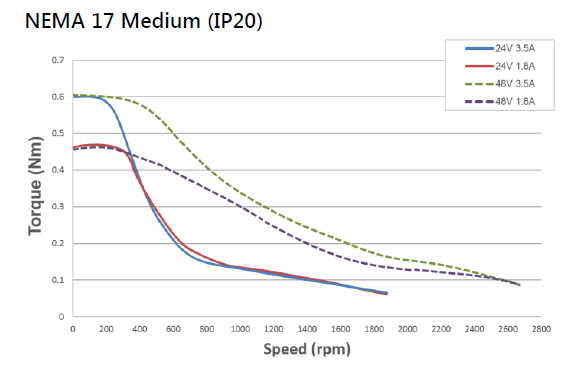 NEMA 17 Medium (IP20)
24V 3.5A
24V 1.8A
48V 3.5A
48V 1.8A
0.7
0.6
0.5
0.4
0.3
0.2
0.1
0
Torque (Nm)
0 200 400 600 800 1000 1200 1400 1600 1800 2000 2200 2400 2600 2800
Speed (rpm)